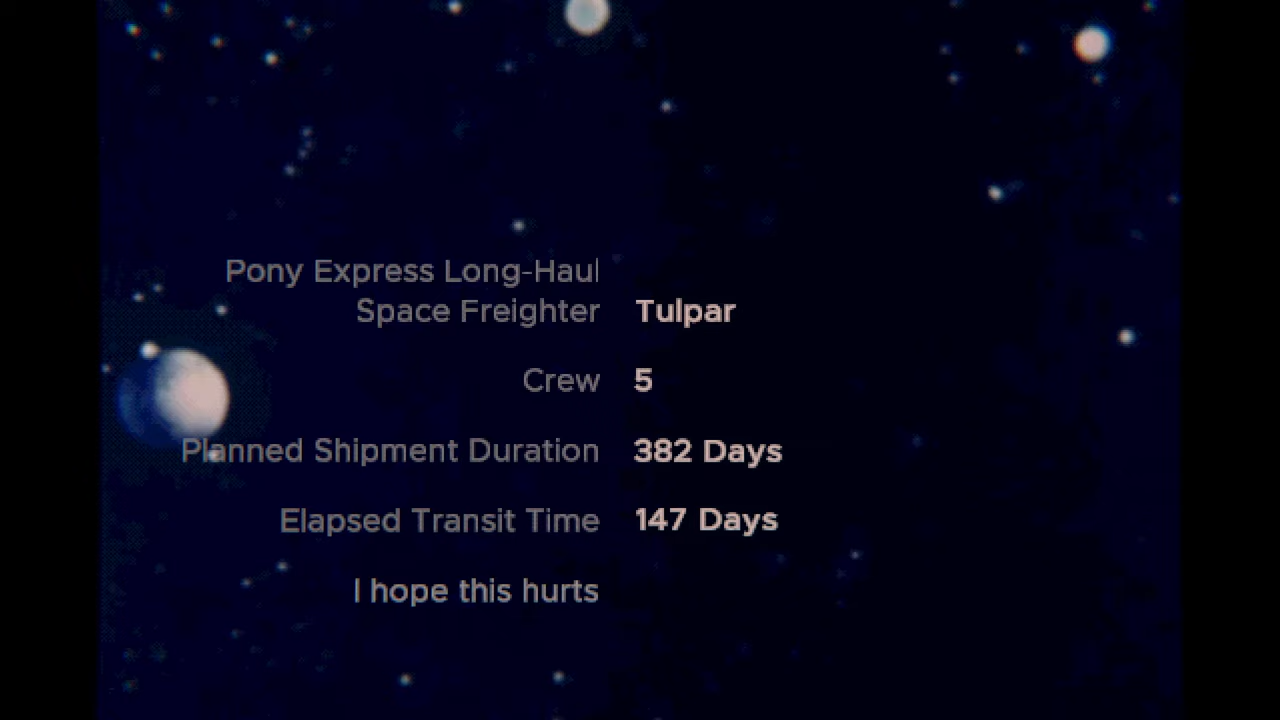 Pony Express Long-Haul
Space Freighter Tulpar
Crew 5
Planned Shipment Duration 382 Days
Elapsed Transit Time 147 Days
I hope this hurts